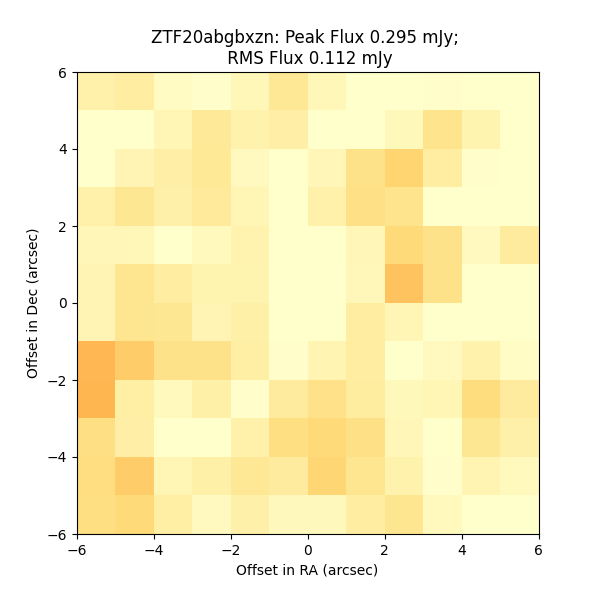 ZTF20abgbxzn: Peak Flux 0.295 mJy;
RMS Flux 0.112 mJy
6
4
2
0
−2
−4
−6
Offset in Dec (arcsec)
−6 −4 −2 0 2 4 6
Offset in RA (arcsec)